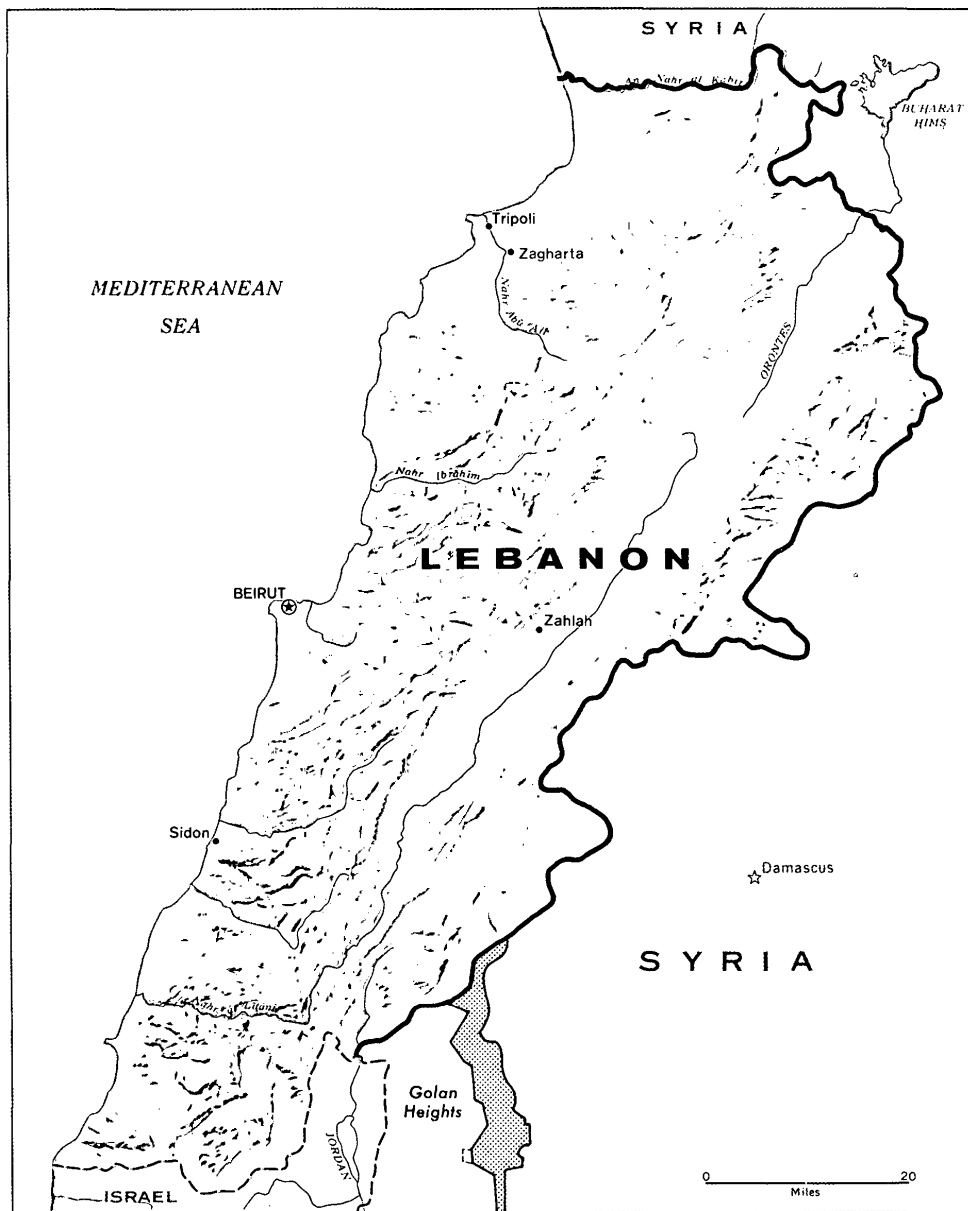 SYRIA
An Nahr al Kabir
BUHARAT
HIMS
Tripoli
Zagharta
Nahr Abū 'Alī
MEDITERRANEAN
SEA
ORONTES
Nahr Ibrāhīm
LEBANON
BEIRUT
Zahlah
Sidon
Damascus
SYRIA
Nahr al Līṭānī
Golan
Heights
JORDAN
ISRAEL
0 20
Miles